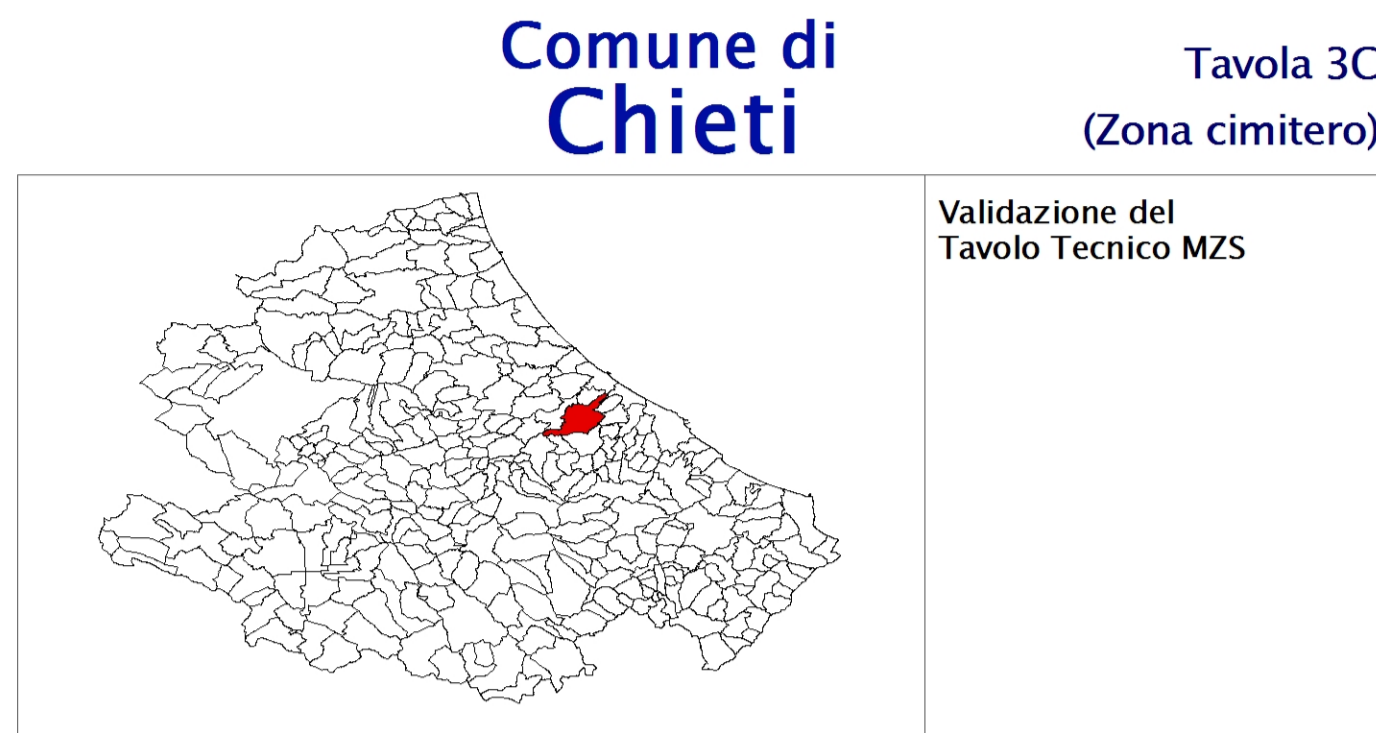 Comune di
Chieti
Tavola 3C
(Zona cimitero)
Validazione del
Tavolo Tecnico MZS